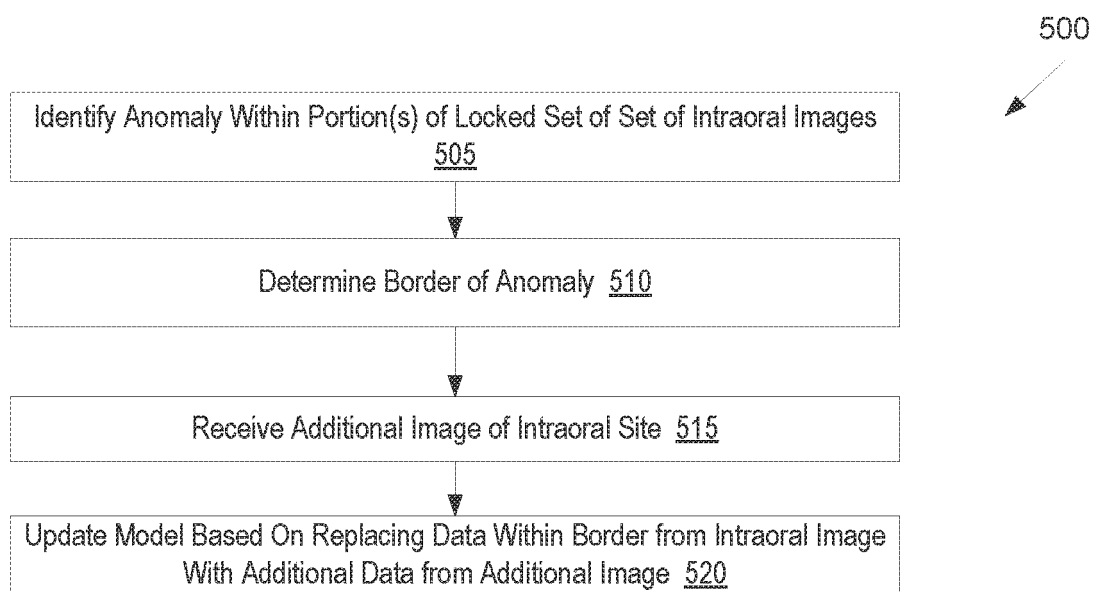 500
Identify Anomaly Within Portion(s) of Locked Set of Set of Intraoral Images
505
Determine Border of Anomaly 510
Receive Additional Image of Intraoral Site 515
Update Model Based On Replacing Data Within Border from Intraoral Image
With Additional Data from Additional Image 520